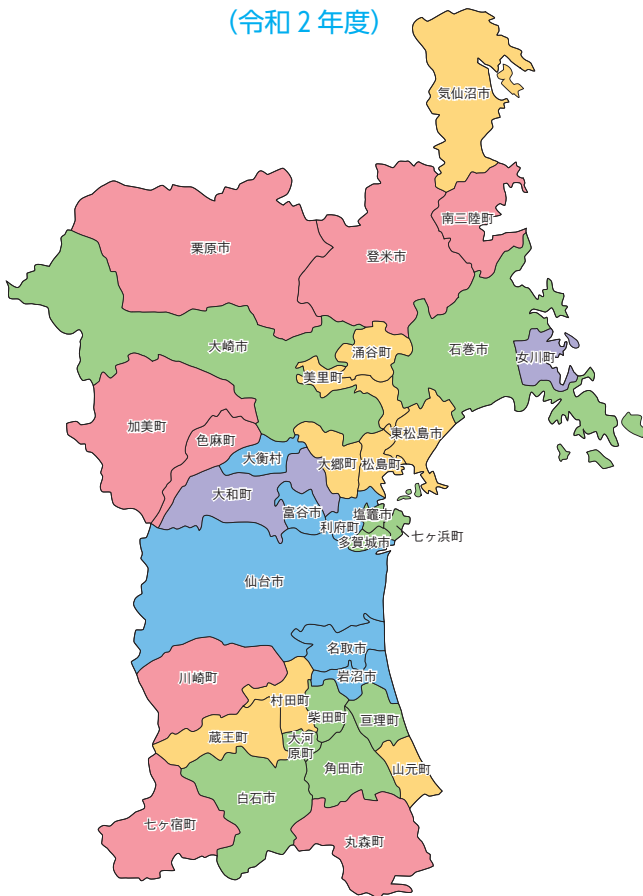 (令和2年度)
気仙沼市
南三陸町
栗原市
登米市
大崎市
涌谷町
石巻市
女川町
美里町
加美町
色麻町
東松島市
大衡村
大郷町
松島町
大和町
富谷市
塩竈市
利府町
七ヶ浜町
多賀城市
仙台市
名取市
川崎町
岩沼市
村田町
柴田町
亘理町
蔵王町
大河
原町
角田市
山元町
白石市
七ヶ宿町
丸森町